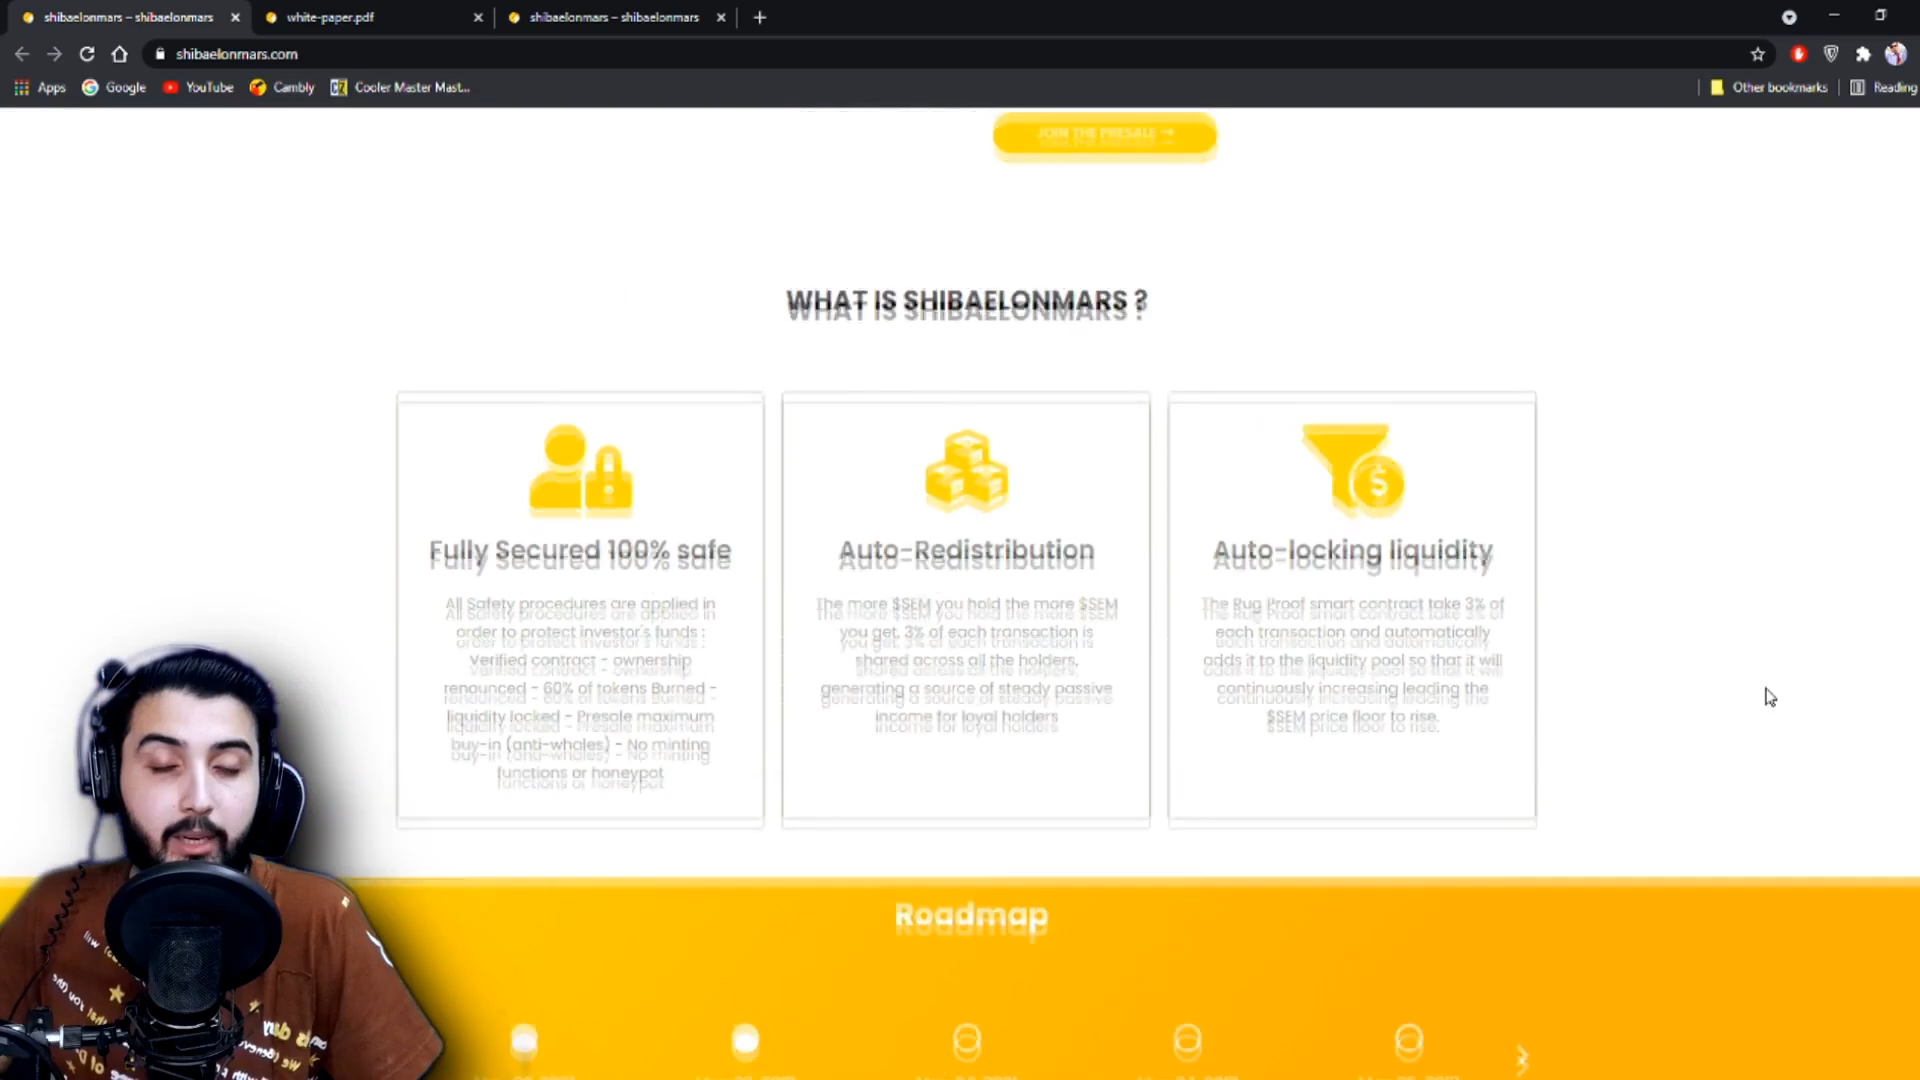 shibaelonmars – shibaelonmars
white-paper.pdf
shibaelonmars – shibaelonmars
shibaelonmars.com
Apps
Google
YouTube
Cambly
Cooler Master Mast...
Other bookmarks
Reading
JOIN THE PRESALE →
WHAT IS SHIBAELONMARS ?
Fully Secured 100% safe
All Safety procedures are applied in
order to protect investor's funds :
Verified contract - ownership
renounced - 60% of tokens Burned -
liquidity locked - Presale maximum
buy-in (anti-whales) - No minting
functions or honeypot
Auto-Redistribution
The more $SEM you hold the more $SEM
you get, 3% of each transaction is
shared across all the holders,
generating a source of steady passive
income for loyal holders
Auto-locking liquidity
The Rug Proof smart contract take 3% of
each transaction and automatically
adds it to the liquidity pool so that it will
continuously increasing leading the
$SEM price floor to rise.
Roadmap